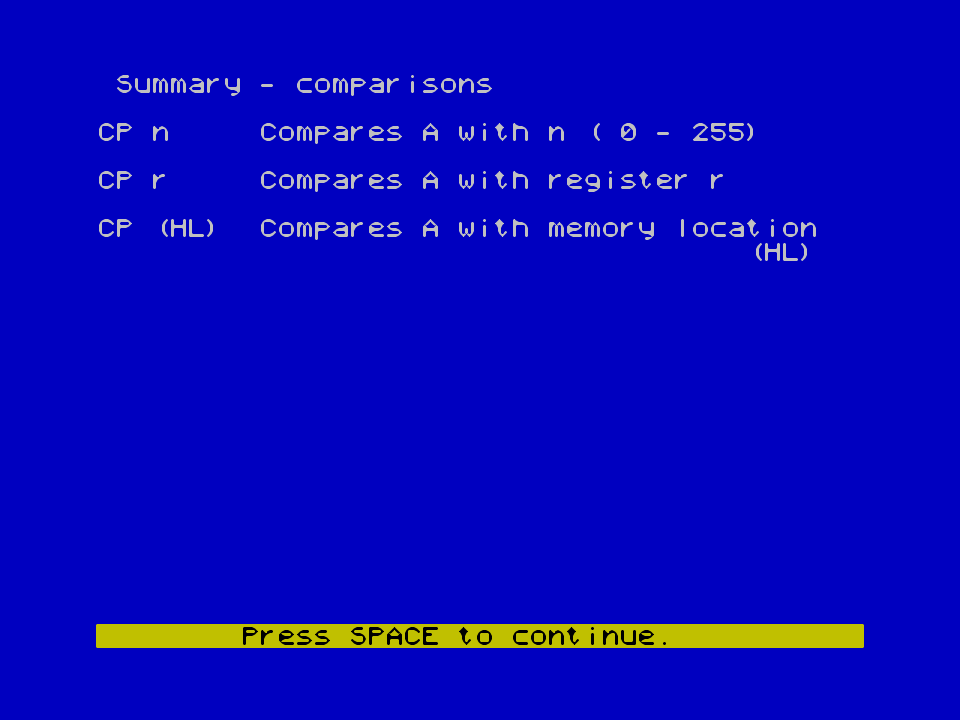 Summary - comparisons
CP n Compares A with n ( 0 - 255)
CP r Compares A with register r
CP (HL) Compares A with memory location
(HL)
Press SPACE to continue.